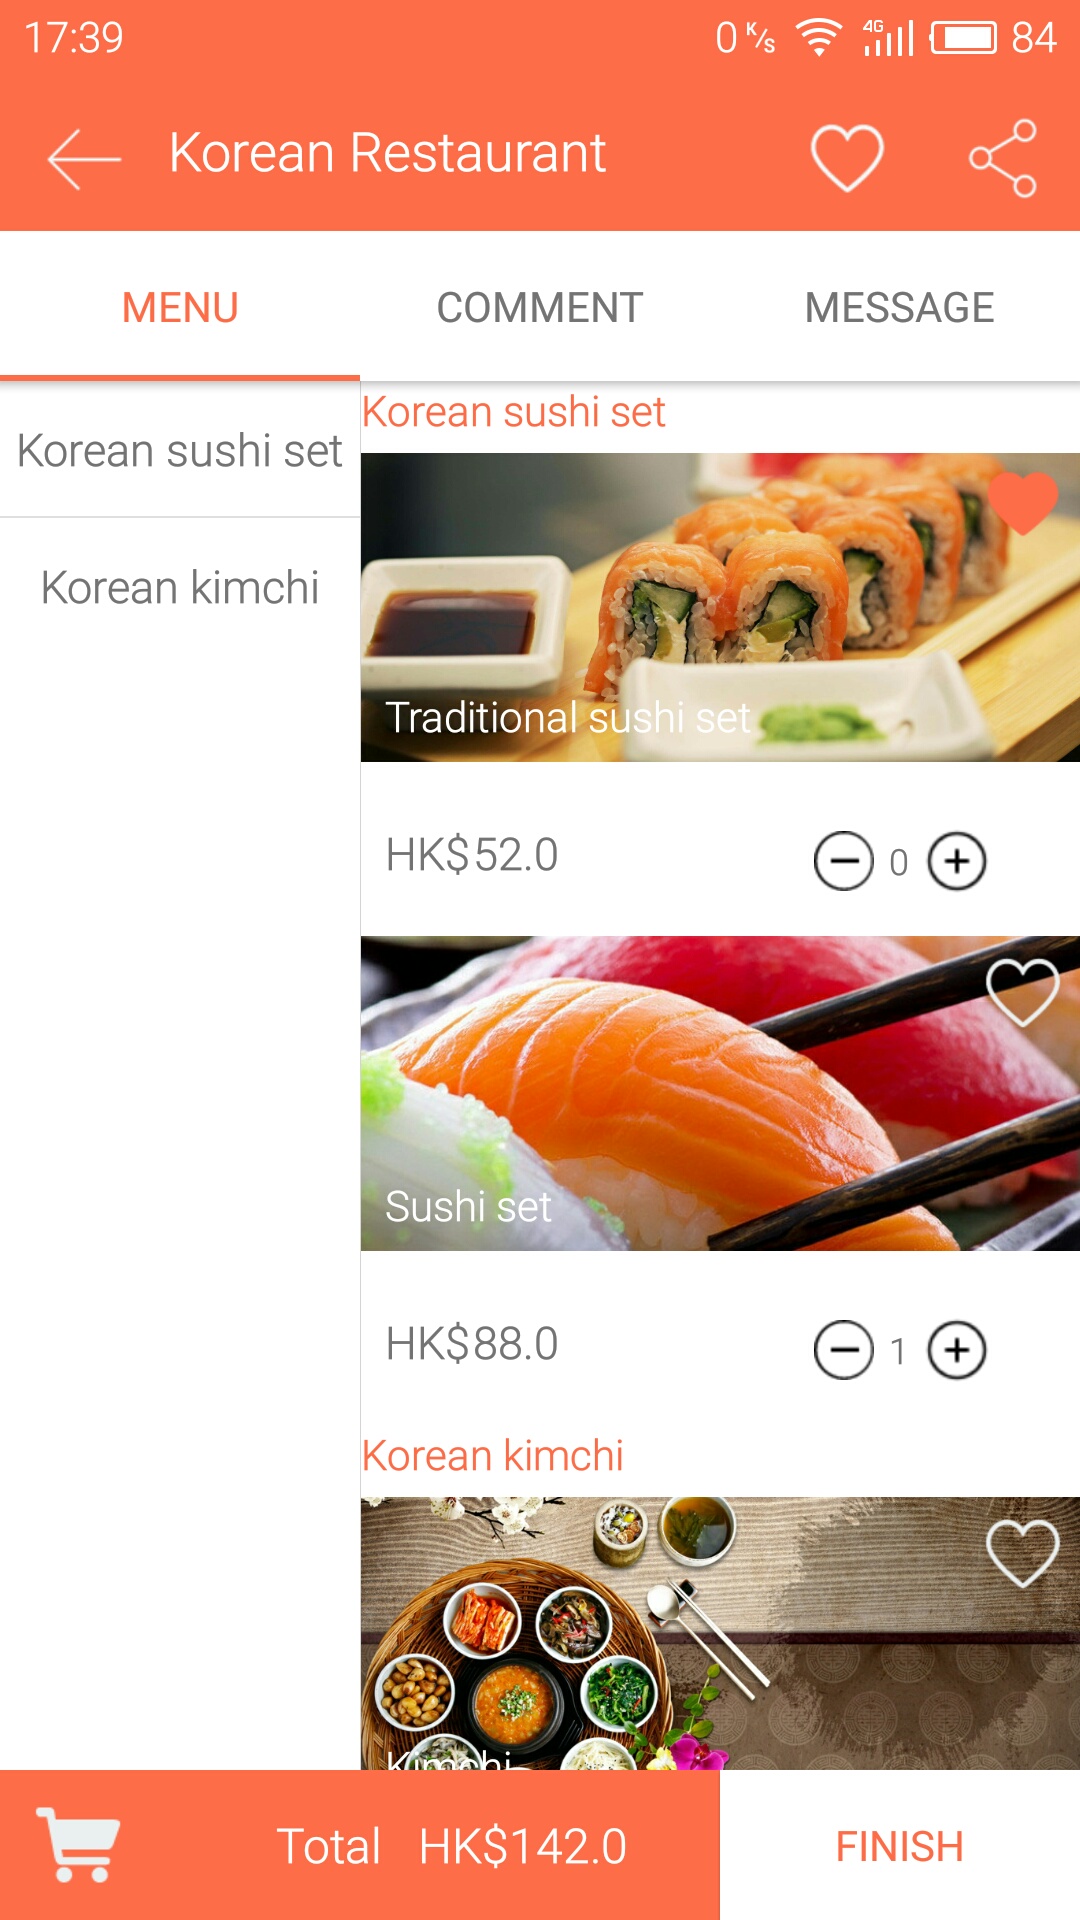 17:39
0 K/s 4G 84
Korean Restaurant
MENU COMMENT MESSAGE
Korean sushi set
Korean kimchi
Korean sushi set
Traditional sushi set
HK$52.0 0
Sushi set
HK$88.0 1
Korean kimchi
Kimchi
Total HK$142.0 FINISH